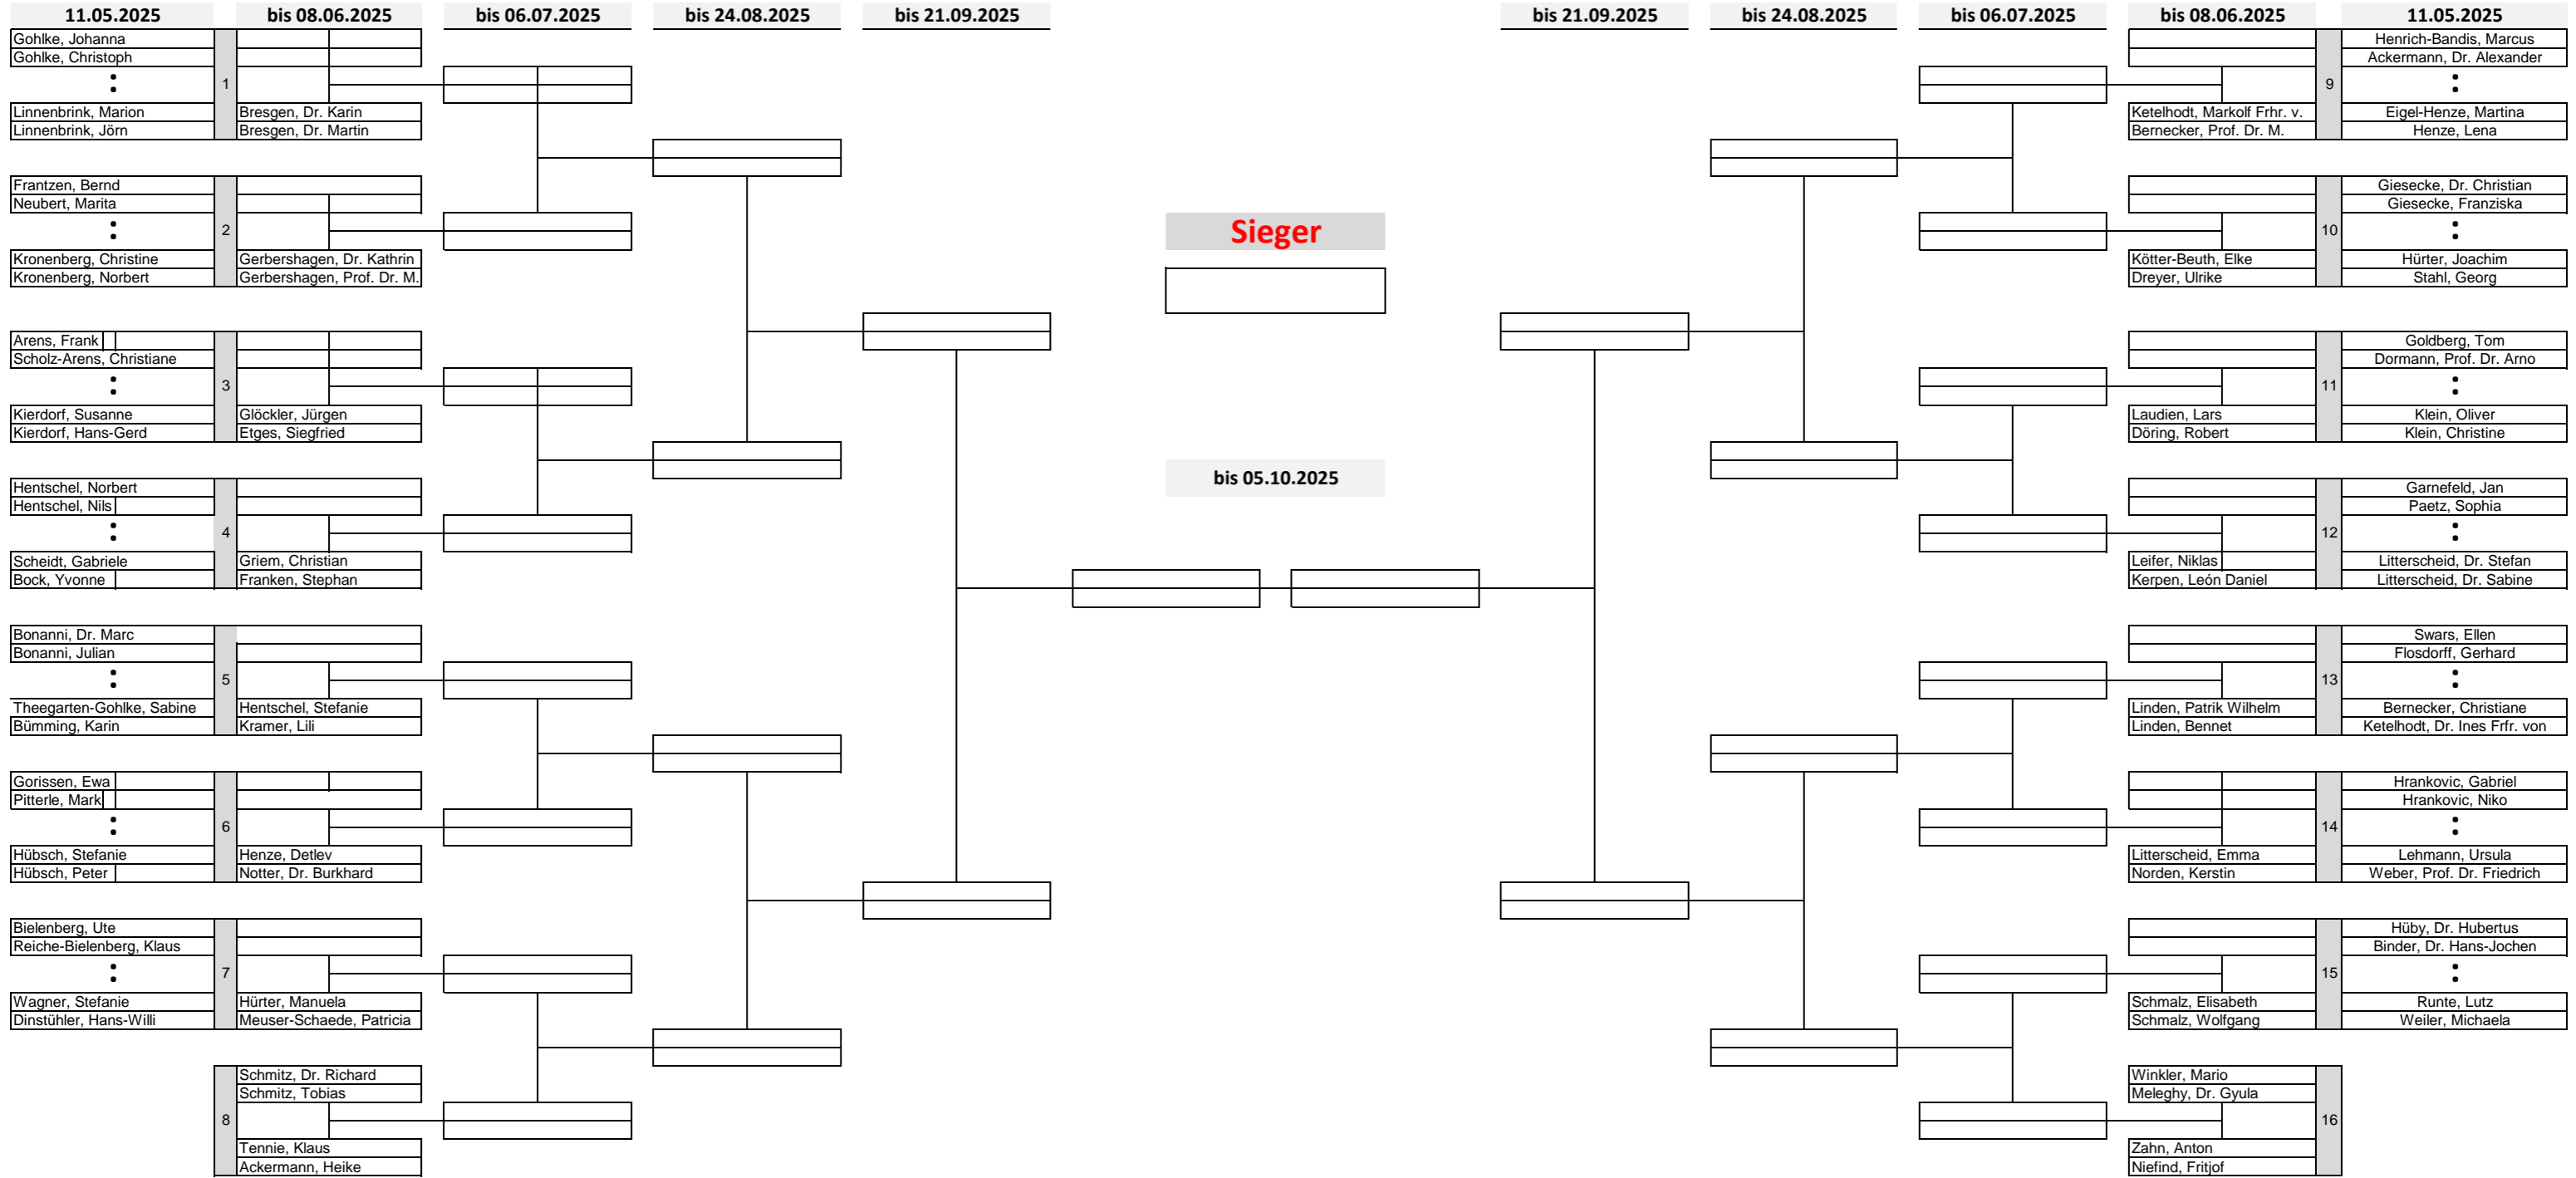 11.05.2025 bis 08.06.2025 bis 06.07.2025 bis 24.08.2025 bis 21.09.2025 bis 21.09.2025 bis 24.08.2025 bis 06.07.2025 bis 08.06.2025 11.05.2025
Gohlke, Johanna Henrich-Bandis, Marcus
Gohlke, Christoph Ackermann, Dr. Alexander
: 1 9 :
Linnenbrink, Marion Bresgen, Dr. Karin Ketelhodt, Markolf Frhr. v. Eigel-Henze, Martina
Linnenbrink, Jörn Bresgen, Dr. Martin Bernecker, Prof. Dr. M. Henze, Lena
Frantzen, Bernd Giesecke, Dr. Christian
Neubert, Marita Giesecke, Franziska
: 2 Sieger 10 :
Kronenberg, Christine Gerbershagen, Dr. Kathrin Kötter-Beuth, Elke Hürter, Joachim
Kronenberg, Norbert Gerbershagen, Prof. Dr. M. Dreyer, Ulrike Stahl, Georg
Arens, Frank Goldberg, Tom
Scholz-Arens, Christiane Dormann, Prof. Dr. Arno
: 3 11 :
Kierdorf, Susanne Glöckler, Jürgen Laudien, Lars Klein, Oliver
Kierdorf, Hans-Gerd Etges, Siegfried Döring, Robert Klein, Christine
bis 05.10.2025
Hentschel, Norbert Garnefeld, Jan
Hentschel, Nils Paetz, Sophia
: 4 12 :
Scheidt, Gabriele Griem, Christian Leifer, Niklas Litterscheid, Dr. Stefan
Bock, Yvonne Franken, Stephan Kerpen, León Daniel Litterscheid, Dr. Sabine
Bonanni, Dr. Marc Swars, Ellen
Bonanni, Julian Flosdorff, Gerhard
: 5 13 :
Theegarten-Gohlke, Sabine Hentschel, Stefanie Linden, Patrik Wilhelm Bernecker, Christiane
Bümming, Karin Kramer, Lili Linden, Bennet Ketelhodt, Dr. Ines Frfr. von
Gorissen, Ewa Hrankovic, Gabriel
Pitterle, Mark Hrankovic, Niko
: 6 14 :
Hübsch, Stefanie Henze, Detlev Litterscheid, Emma Lehmann, Ursula
Hübsch, Peter Notter, Dr. Burkhard Norden, Kerstin Weber, Prof. Dr. Friedrich
Bielenberg, Ute Hüby, Dr. Hubertus
Reiche-Bielenberg, Klaus Binder, Dr. Hans-Jochen
: 7 15 :
Wagner, Stefanie Hürter, Manuela Schmalz, Elisabeth Runte, Lutz
Dinstühler, Hans-Willi Meuser-Schaede, Patricia Schmalz, Wolfgang Weiler, Michaela
Schmitz, Dr. Richard Winkler, Mario
Schmitz, Tobias Meleghy, Dr. Gyula
8 16
Tennie, Klaus Zahn, Anton
Ackermann, Heike Niefind, Fritjof